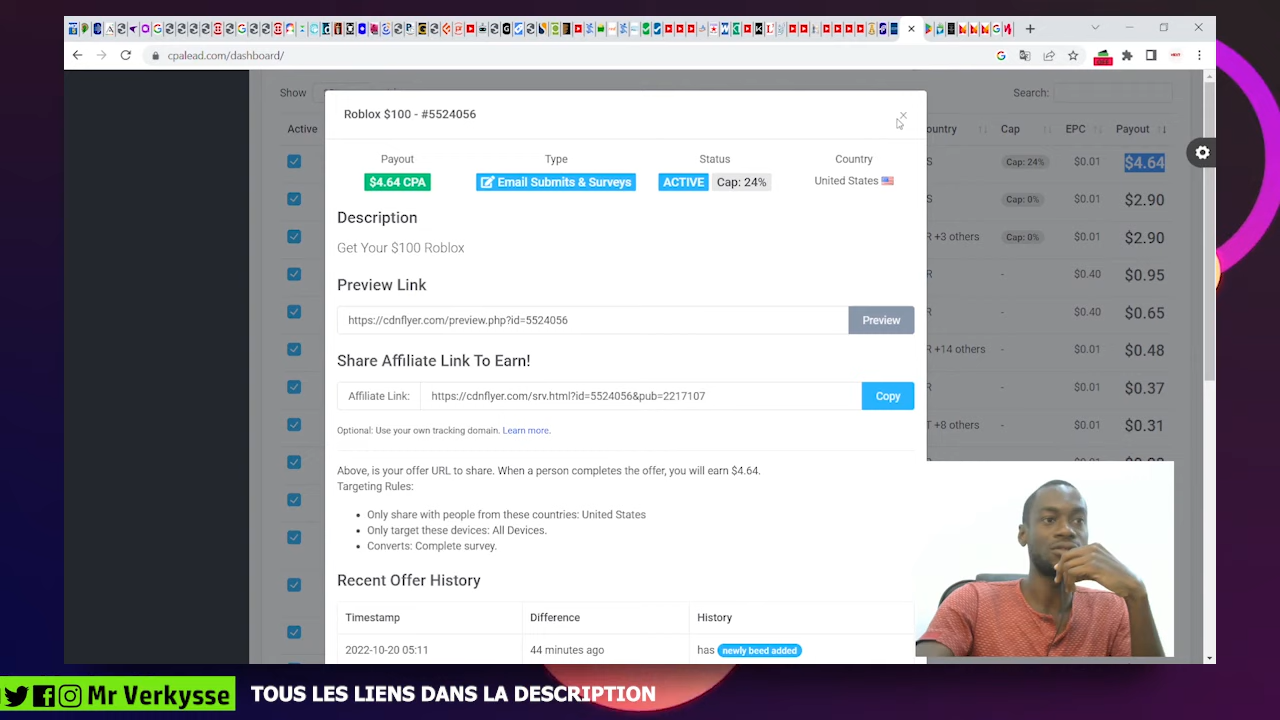 cpalead.com/dashboard/
Show
Search:
Active
ountry
Cap
EPC
Payout
Roblox $100 - #5524056
Payout
Type
Status
Country
$4.64 CPA
Email Submits & Surveys
ACTIVE
Cap: 24%
United States
Description
Get Your $100 Roblox
Preview Link
https://cdnflyer.com/preview.php?id=5524056
Preview
Share Affiliate Link To Earn!
Affiliate Link:
https://cdnflyer.com/srv.html?id=5524056&pub=2217107
Copy
Optional: Use your own tracking domain. Learn more.
Above, is your offer URL to share. When a person completes the offer, you will earn $4.64.
Targeting Rules:
Only share with people from these countries: United States
Only target these devices: All Devices.
Converts: Complete survey.
Recent Offer History
Timestamp
Difference
History
2022-10-20 05:11
44 minutes ago
has newly beed added
S
Cap: 24%
$0.01
$4.64
S
Cap: 0%
$0.01
$2.90
R +3 others
Cap: 0%
$0.01
$2.90
R
-
$0.40
$0.95
R
-
$0.40
$0.65
R +14 others
-
$0.01
$0.48
R
-
$0.01
$0.37
T +8 others
-
$0.01
$0.31
Mr Verkysse
TOUS LES LIENS DANS LA DESCRIPTION